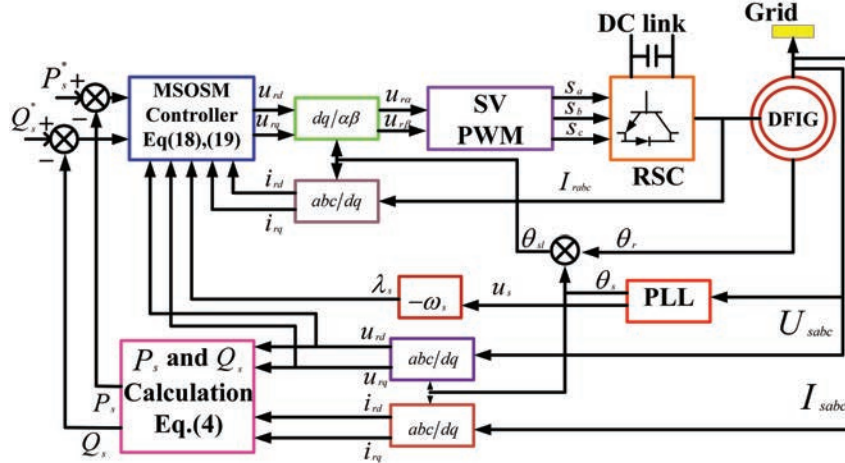 Grid
DC link
P*s +
−
Q*s +
−
MSOSM
Controller
Eq(18),(19)
urd
urq
dq/αβ
urα
urβ
SV
PWM
sa
sb
sc
RSC
DFIG
ird
irq
abc/dq
Irabc
θsl
θr
θs
λs
−ωs
us
PLL
Usabc
urd
urq
abc/dq
Ps and Qs
Calculation
Eq.(4)
Ps
Qs
ird
irq
abc/dq
Isabc